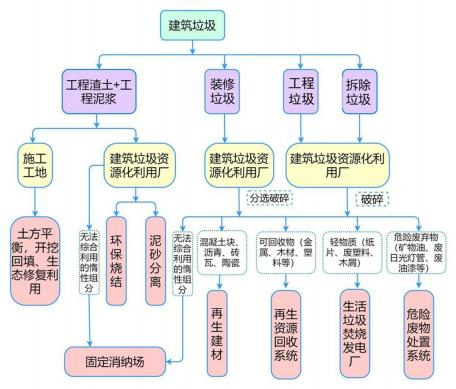 建筑垃圾
工程渣土+工
程泥浆
装修
垃圾
工程
垃圾
拆除
垃圾
施工
工地
建筑垃圾资
源化利用厂
建筑垃圾资
源化利用厂
建筑垃圾资源化利
用厂
分选破碎
破碎
土方平
衡，开挖
回填、生
态修复利用
无法综合利用的惰性组分
环保烧结
泥砂分离
无法综合利用的惰性组分
混凝土块、
沥青、砖
瓦、陶瓷
可回收物（金
属、木材、塑
料等）
轻物质（纸
片、废塑料、
木屑）
危险废弃物
(矿物油、废
日光灯管、废
油漆等)
固定消纳场
再生建材
再生资源回收系统
生活垃圾焚烧发电厂
危险废物处置系统